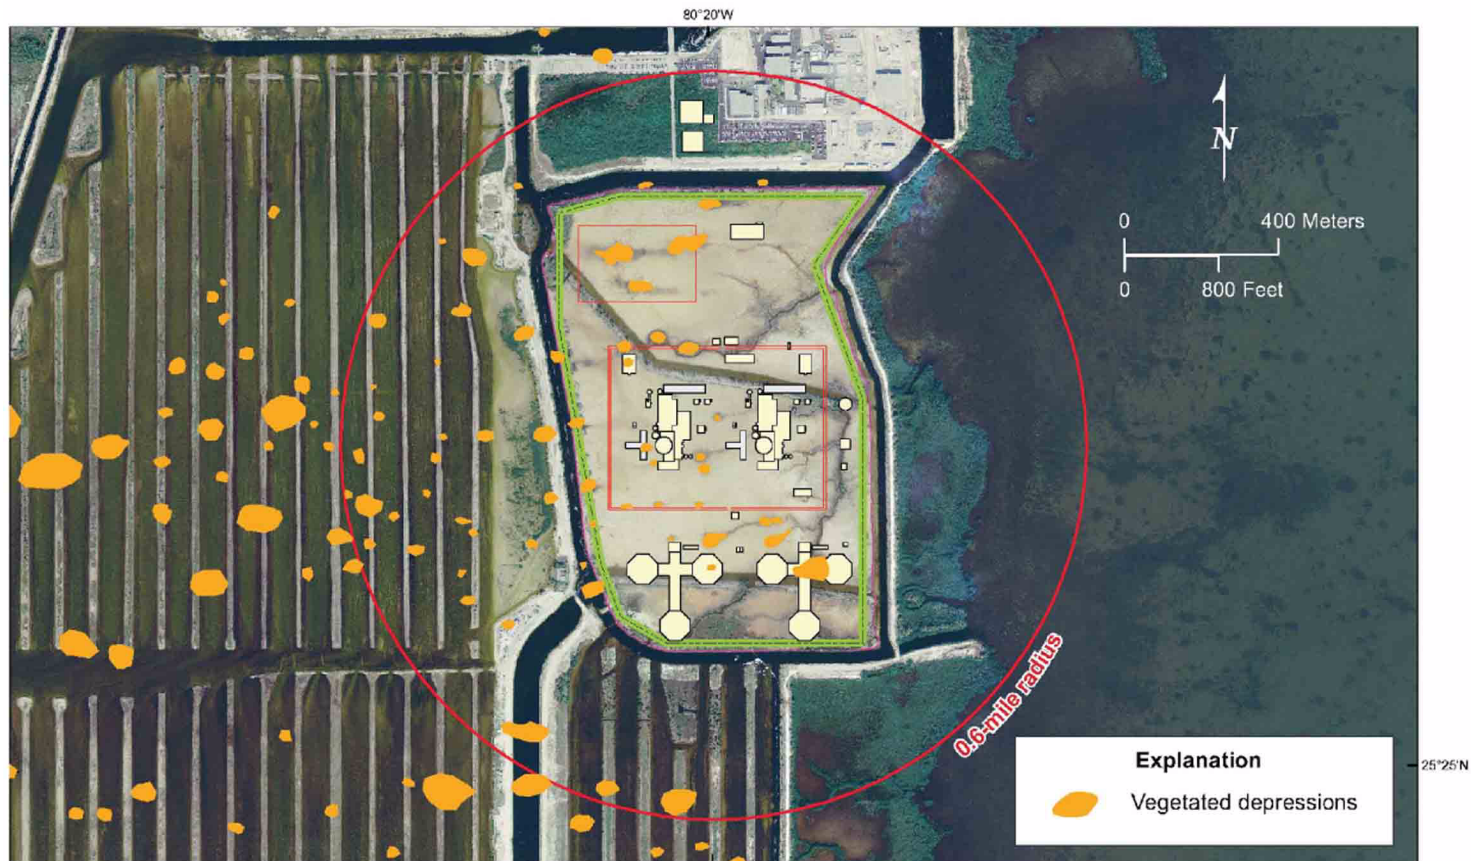 80°20'W
N
0 400 Meters
0 800 Feet
0.6-mile radius
Explanation
Vegetated depressions
25°25'N